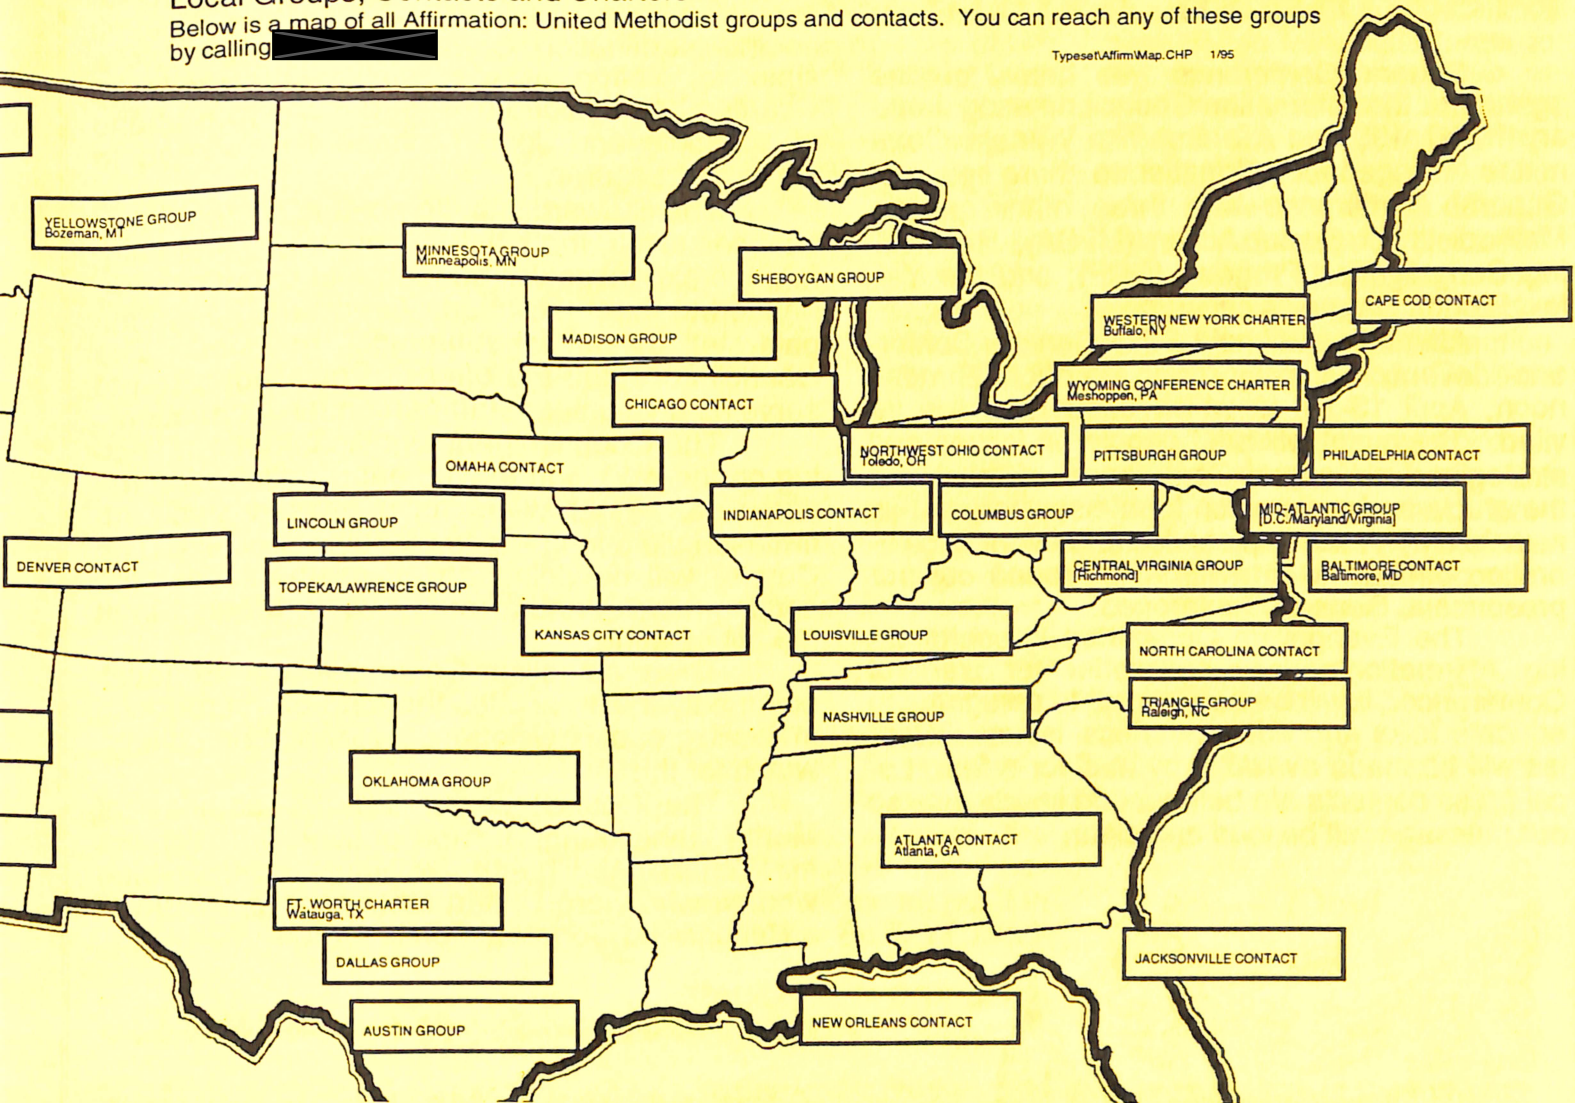 Local Groups, Contacts and Charters
Below is a map of all Affirmation: United Methodist groups and contacts. You can reach any of these groups
by calling
Typeset\Affirm\Map.CHP 1/95
YELLOWSTONE GROUP
Bozeman, MT
MINNESOTA GROUP
Minneapolis, MN
SHEBOYGAN GROUP
CAPE COD CONTACT
WESTERN NEW YORK CHARTER
Buffalo, NY
MADISON GROUP
WYOMING CONFERENCE CHARTER
Meshoppen, PA
CHICAGO CONTACT
OMAHA CONTACT
NORTHWEST OHIO CONTACT
Toledo, OH
PITTSBURGH GROUP
PHILADELPHIA CONTACT
LINCOLN GROUP
INDIANAPOLIS CONTACT
COLUMBUS GROUP
MID-ATLANTIC GROUP
[D.C./Maryland/Virginia]
DENVER CONTACT
TOPEKA/LAWRENCE GROUP
CENTRAL VIRGINIA GROUP
[Richmond]
BALTIMORE CONTACT
Baltimore, MD
KANSAS CITY CONTACT
LOUISVILLE GROUP
NORTH CAROLINA CONTACT
NASHVILLE GROUP
TRIANGLE GROUP
Raleigh, NC
OKLAHOMA GROUP
ATLANTA CONTACT
Atlanta, GA
FT. WORTH CHARTER
Watauga, TX
DALLAS GROUP
JACKSONVILLE CONTACT
AUSTIN GROUP
NEW ORLEANS CONTACT